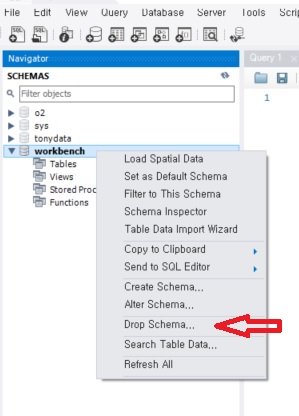 File Edit View Query Database Server Tools Scrip
SQL SQL
Navigator
Query 1
SCHEMAS
Filter objects
1
o2
sys
tonydata
workbench
Tables
Views
Stored Proc
Functions
Load Spatial Data
Set as Default Schema
Filter to This Schema
Schema Inspector
Table Data Import Wizard
Copy to Clipboard
Send to SQL Editor
Create Schema...
Alter Schema...
Drop Schema...
Search Table Data...
Refresh All